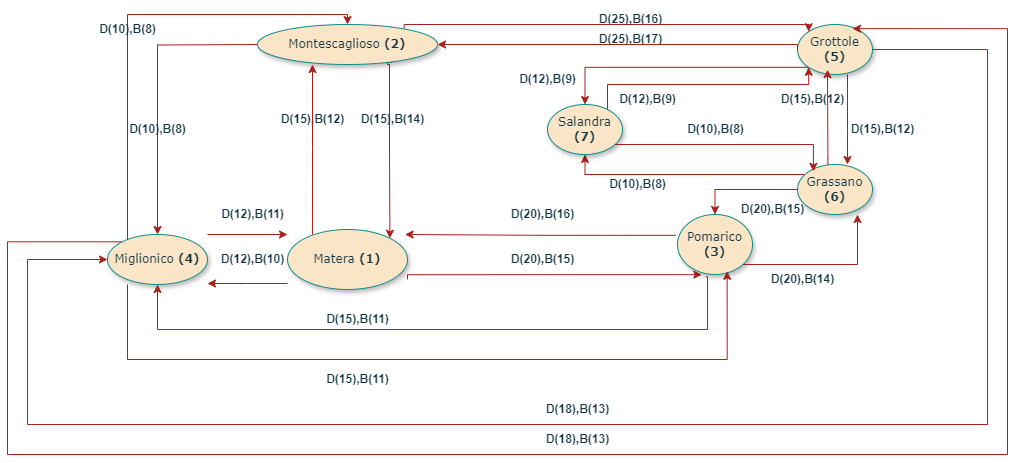 D(25),B(16)
D(10),B(8)
Montescaglioso (2)
D(25),B(17)
Grottole
(5)
D(12),B(9)
D(12),B(9)
D(15),B(12)
D(15),B(12)
D(15),B(14)
Salandra
(7)
D(10),B(8)
D(10),B(8)
D(15),B(12)
D(10),B(8)
Grassano
(6)
D(12),B(11)
D(20),B(16)
D(20),B(15)
Pomarico
(3)
Miglionico (4)
D(12),B(10)
Matera (1)
D(20),B(15)
D(20),B(14)
D(15),B(11)
D(15),B(11)
D(18),B(13)
D(18),B(13)